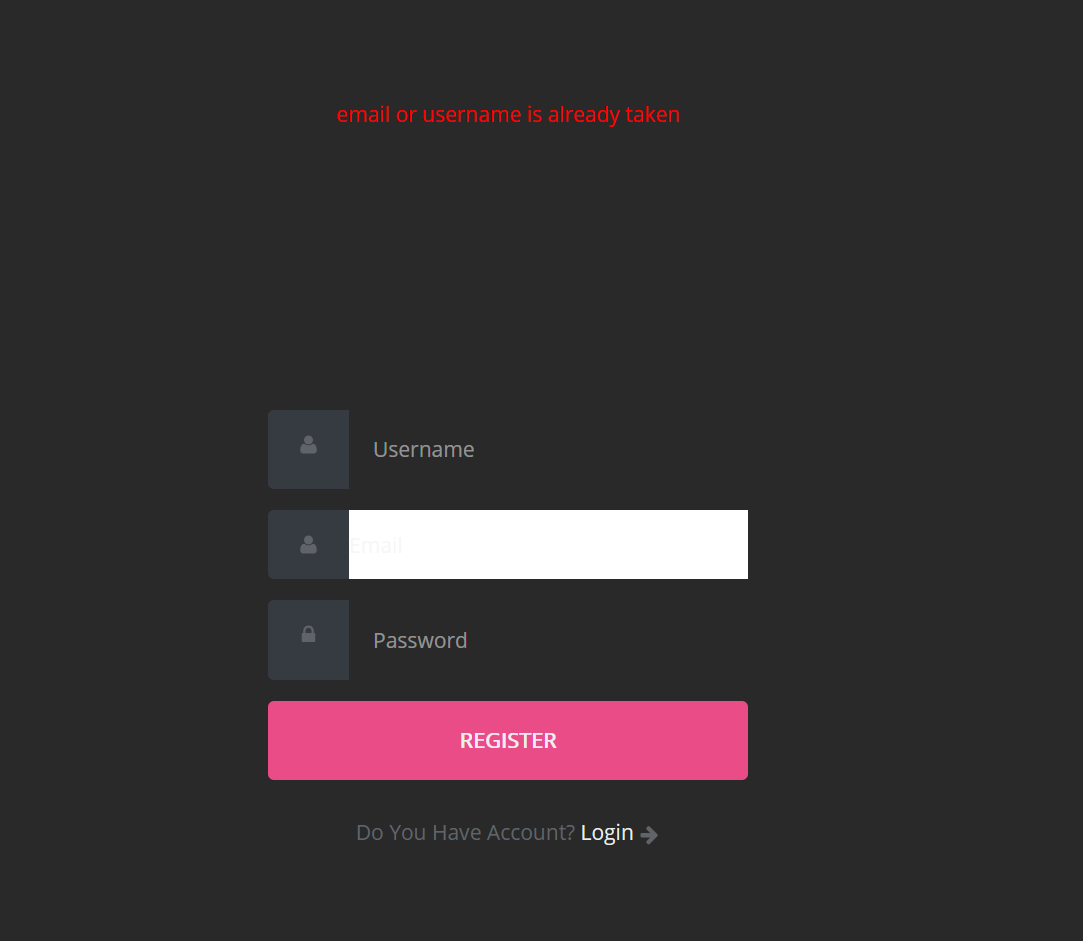 email or username is already taken
Username
Email
Password
REGISTER
Do You Have Account? Login